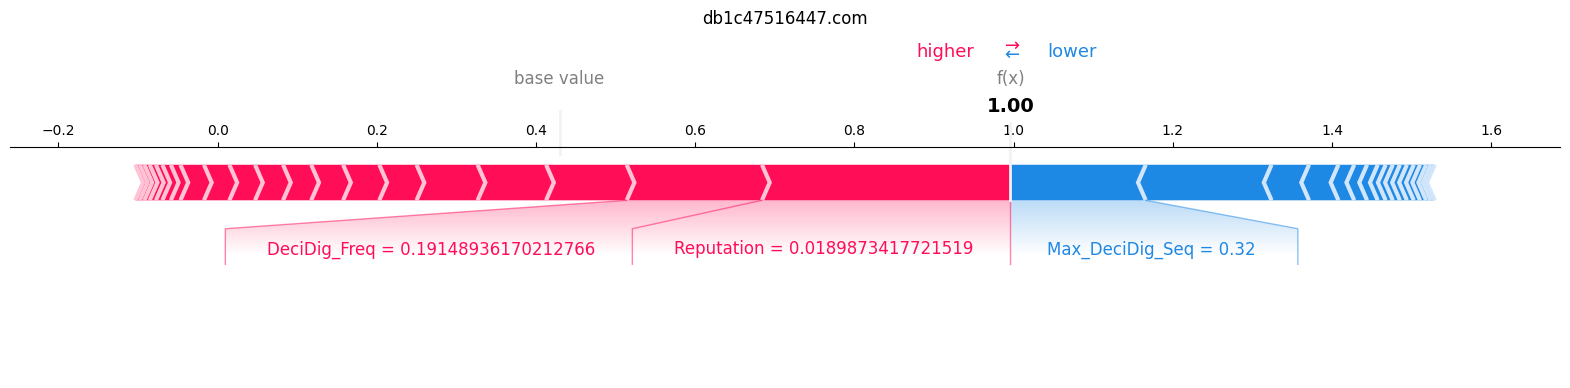 db1c47516447.com
higher ⇄ lower
base value f(x)
1.00
−0.2 0.0 0.2 0.4 0.6 0.8 1.0 1.2 1.4 1.6
DeciDig_Freq = 0.19148936170212766 Reputation = 0.0189873417721519 Max_DeciDig_Seq = 0.32